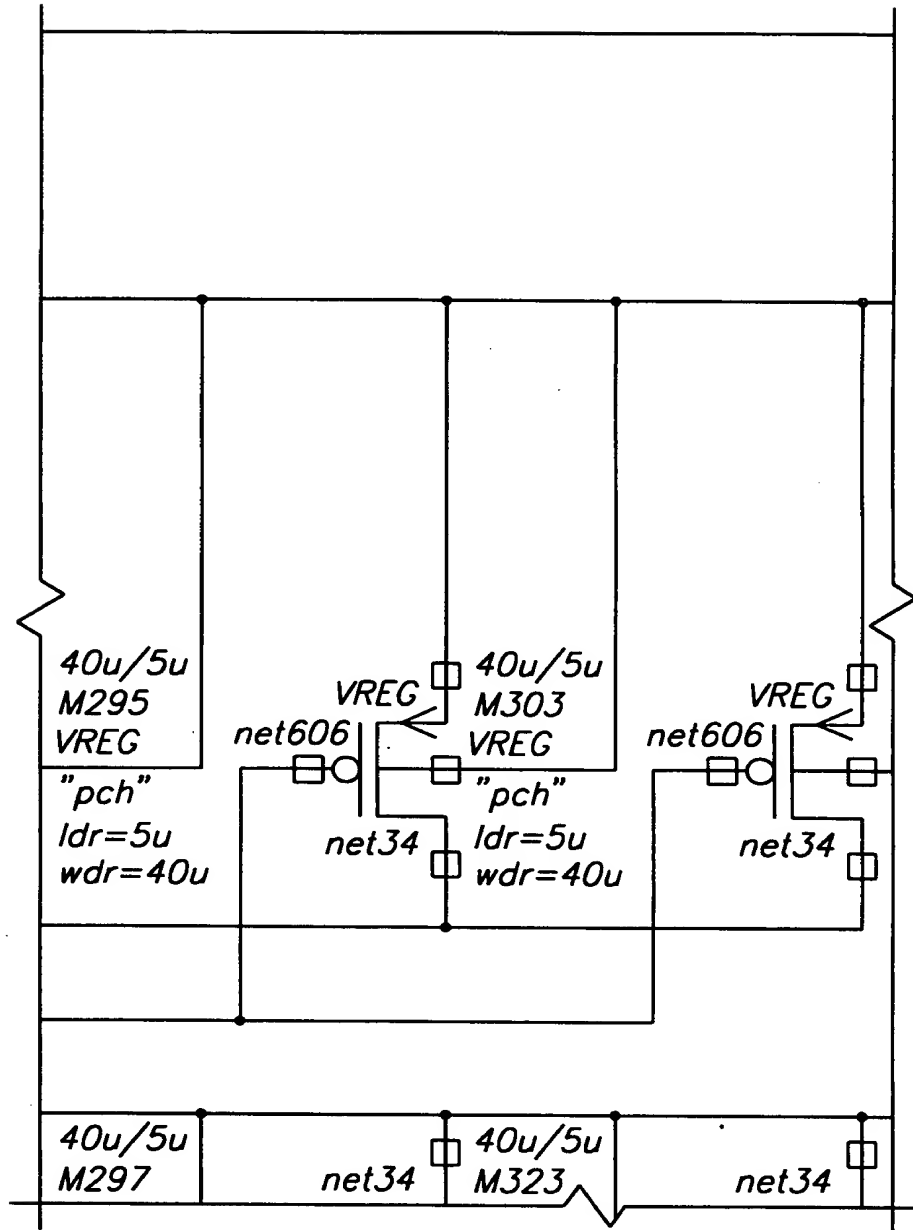 40u/5u
M295
VREG
"pch"
ldr=5u
wdr=40u
VREG
net606
net34
40u/5u
M303
VREG
"pch"
ldr=5u
wdr=40u
VREG
net606
net34
40u/5u
M297
net34
40u/5u
M323
net34